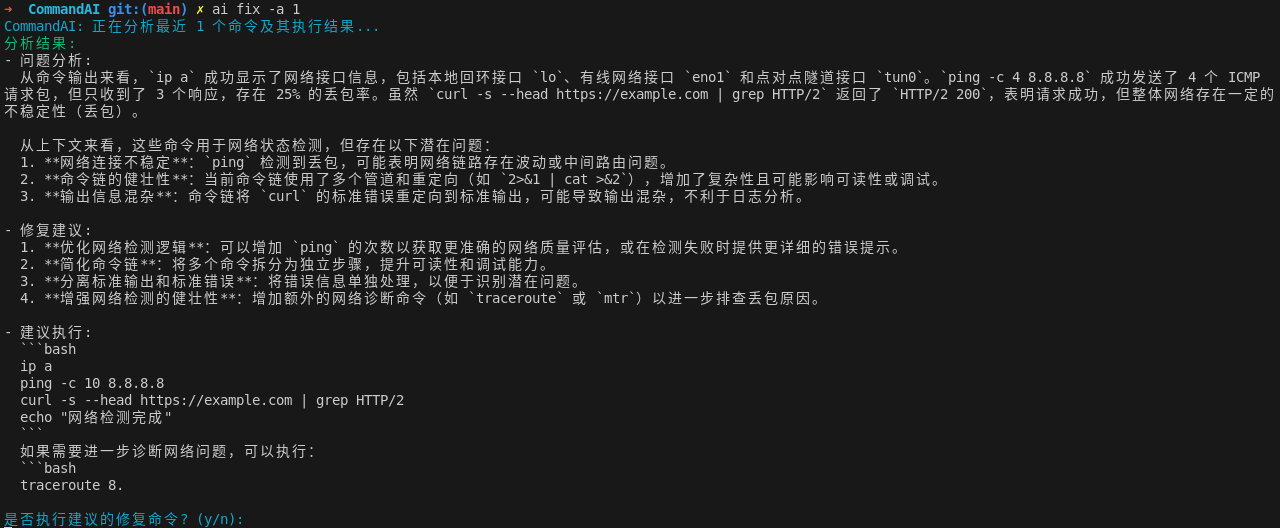 ➜  CommandAI git:(main) ✗ ai fix -a 1
CommandAI: 正在分析最近 1 个命令及其执行结果...
分析结果:
- 问题分析:
  从命令输出来看，`ip a` 成功显示了网络接口信息，包括本地回环接口 `lo`、有线网络接口 `eno1` 和点对点隧道接口 `tun0`。`ping -c 4 8.8.8.8` 成功发送了 4 个 ICMP
请求包，但只收到了 3 个响应，存在 25% 的丢包率。虽然 `curl -s --head https://example.com | grep HTTP/2` 返回了 `HTTP/2 200`，表明请求成功，但整体网络存在一定的
不稳定性（丢包）。
  从上下文来看，这些命令用于网络状态检测，但存在以下潜在问题：
  1. **网络连接不稳定**：`ping` 检测到丢包，可能表明网络链路存在波动或中间路由问题。
  2. **命令链的健壮性**：当前命令链使用了多个管道和重定向（如 `2>&1 | cat >&2`），增加了复杂性且可能影响可读性或调试。
  3. **输出信息混杂**：命令链将 `curl` 的标准错误重定向到标准输出，可能导致输出混杂，不利于日志分析。
- 修复建议:
  1. **优化网络检测逻辑**：可以增加 `ping` 的次数以获取更准确的网络质量评估，或在检测失败时提供更详细的错误提示。
  2. **简化命令链**：将多个命令拆分为独立步骤，提升可读性和调试能力。
  3. **分离标准输出和标准错误**：将错误信息单独处理，以便于识别潜在问题。
  4. **增强网络检测的健壮性**：增加额外的网络诊断命令（如 `traceroute` 或 `mtr`）以进一步排查丢包原因。
- 建议执行:
  ```bash
  ip a
  ping -c 10 8.8.8.8
  curl -s --head https://example.com | grep HTTP/2
  echo "网络检测完成"
  ```
  如果需要进一步诊断网络问题，可以执行：
  ```bash
  traceroute 8.
是否执行建议的修复命令? (y/n):